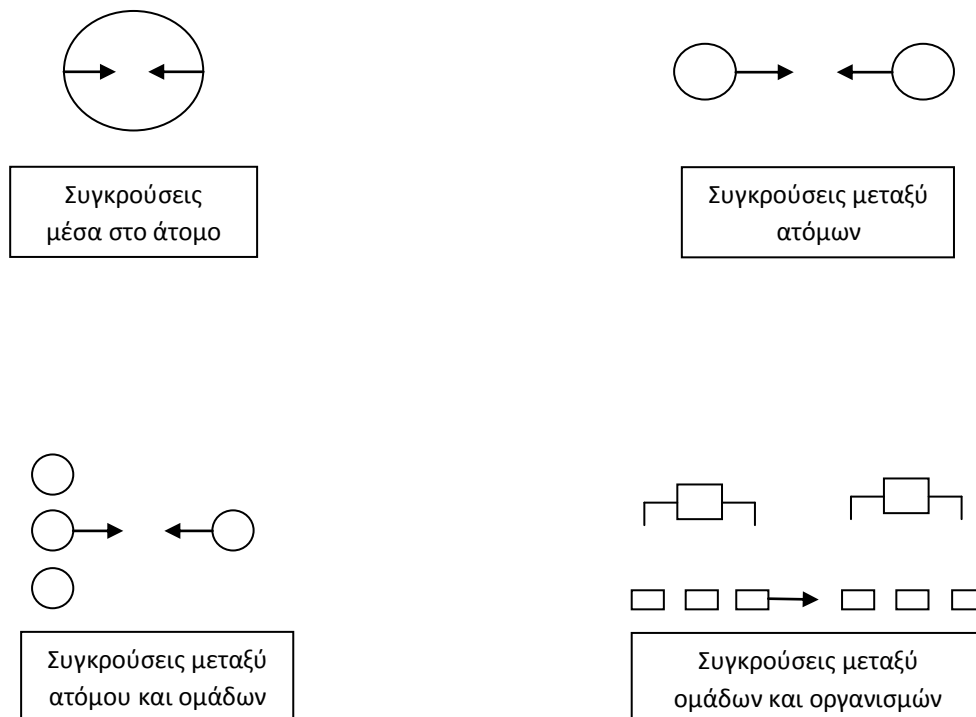 Συγκρούσεις
μέσα στο άτομο
Συγκρούσεις μεταξύ
ατόμων
Συγκρούσεις μεταξύ
ατόμου και ομάδων
Συγκρούσεις μεταξύ
ομάδων και οργανισμών